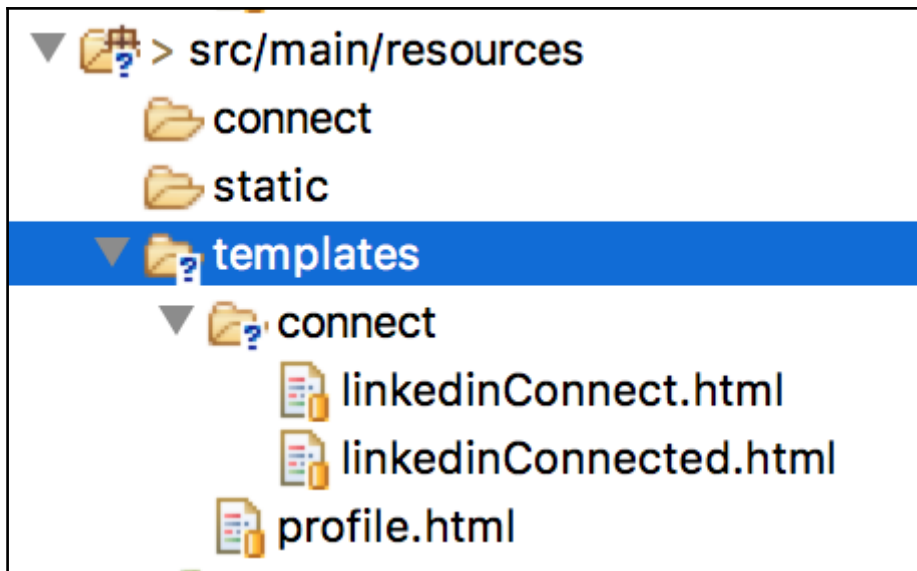 > src/main/resources
connect
static
templates
connect
linkedinConnect.html
linkedinConnected.html
profile.html